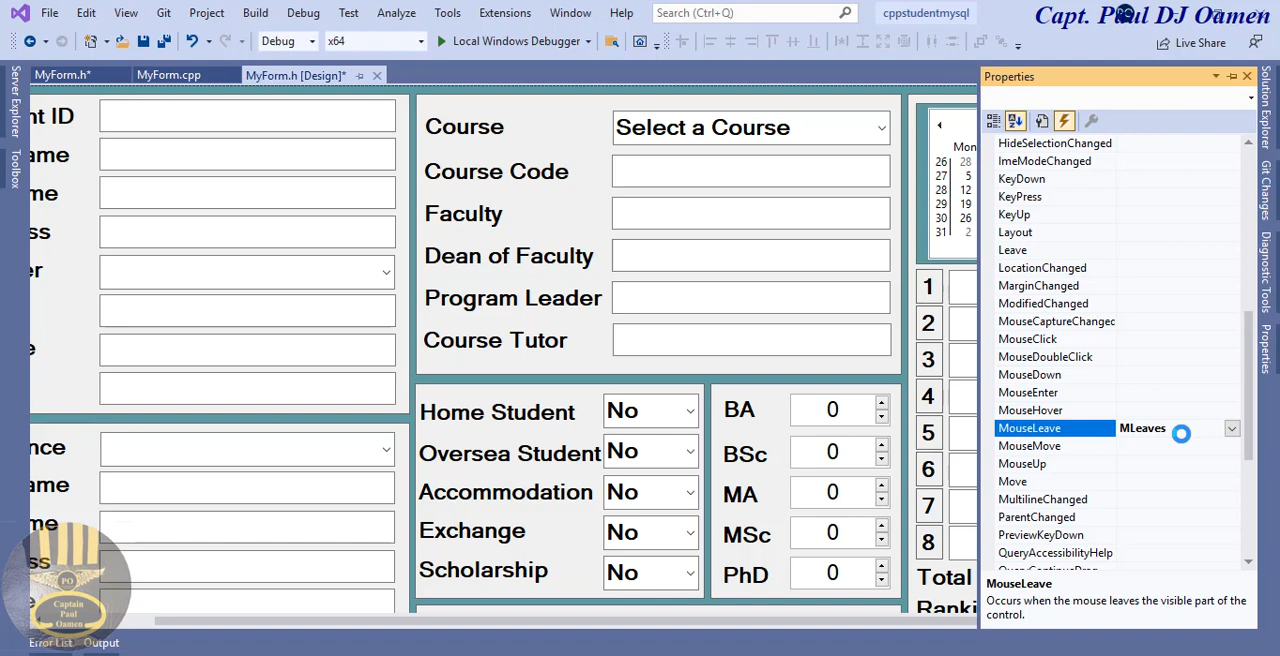 File Edit View Git Project Build Debug Test Analyze Tools Extensions Window Help Search (Ctrl+Q) cppstudentmysql Capt. Paul DJ Oamen
Debug x64 Local Windows Debugger Live Share
MyForm.h* MyForm.cpp MyForm.h [Design]*
Properties
Server Explorer
Toolbox
Solution Explorer
Git Changes
Diagnostic Tools
Properties
nt ID
ame
me
ss
er
e
nce
ame
me
ss
Course Select a Course
Course Code
Faculty
Dean of Faculty
Program Leader
Course Tutor
Home Student No
Oversea Student No
Accommodation No
Exchange No
Scholarship No
BA 0
BSc 0
MA 0
MSc 0
PhD 0
Mon
26 28
27 5
28 12
29 19
30 26
31 2
1
2
3
4
5
6
7
8
Total
Ranki
HideSelectionChanged
ImeModeChanged
KeyDown
KeyPress
KeyUp
Layout
Leave
LocationChanged
MarginChanged
ModifiedChanged
MouseCaptureChanged
MouseClick
MouseDoubleClick
MouseDown
MouseEnter
MouseHover
MouseLeave MLeaves
MouseMove
MouseUp
Move
MultilineChanged
ParentChanged
PreviewKeyDown
QueryAccessibilityHelp
MouseLeave
Occurs when the mouse leaves the visible part of the
control.
PO
Captain
Paul
Oamen
Error List Output